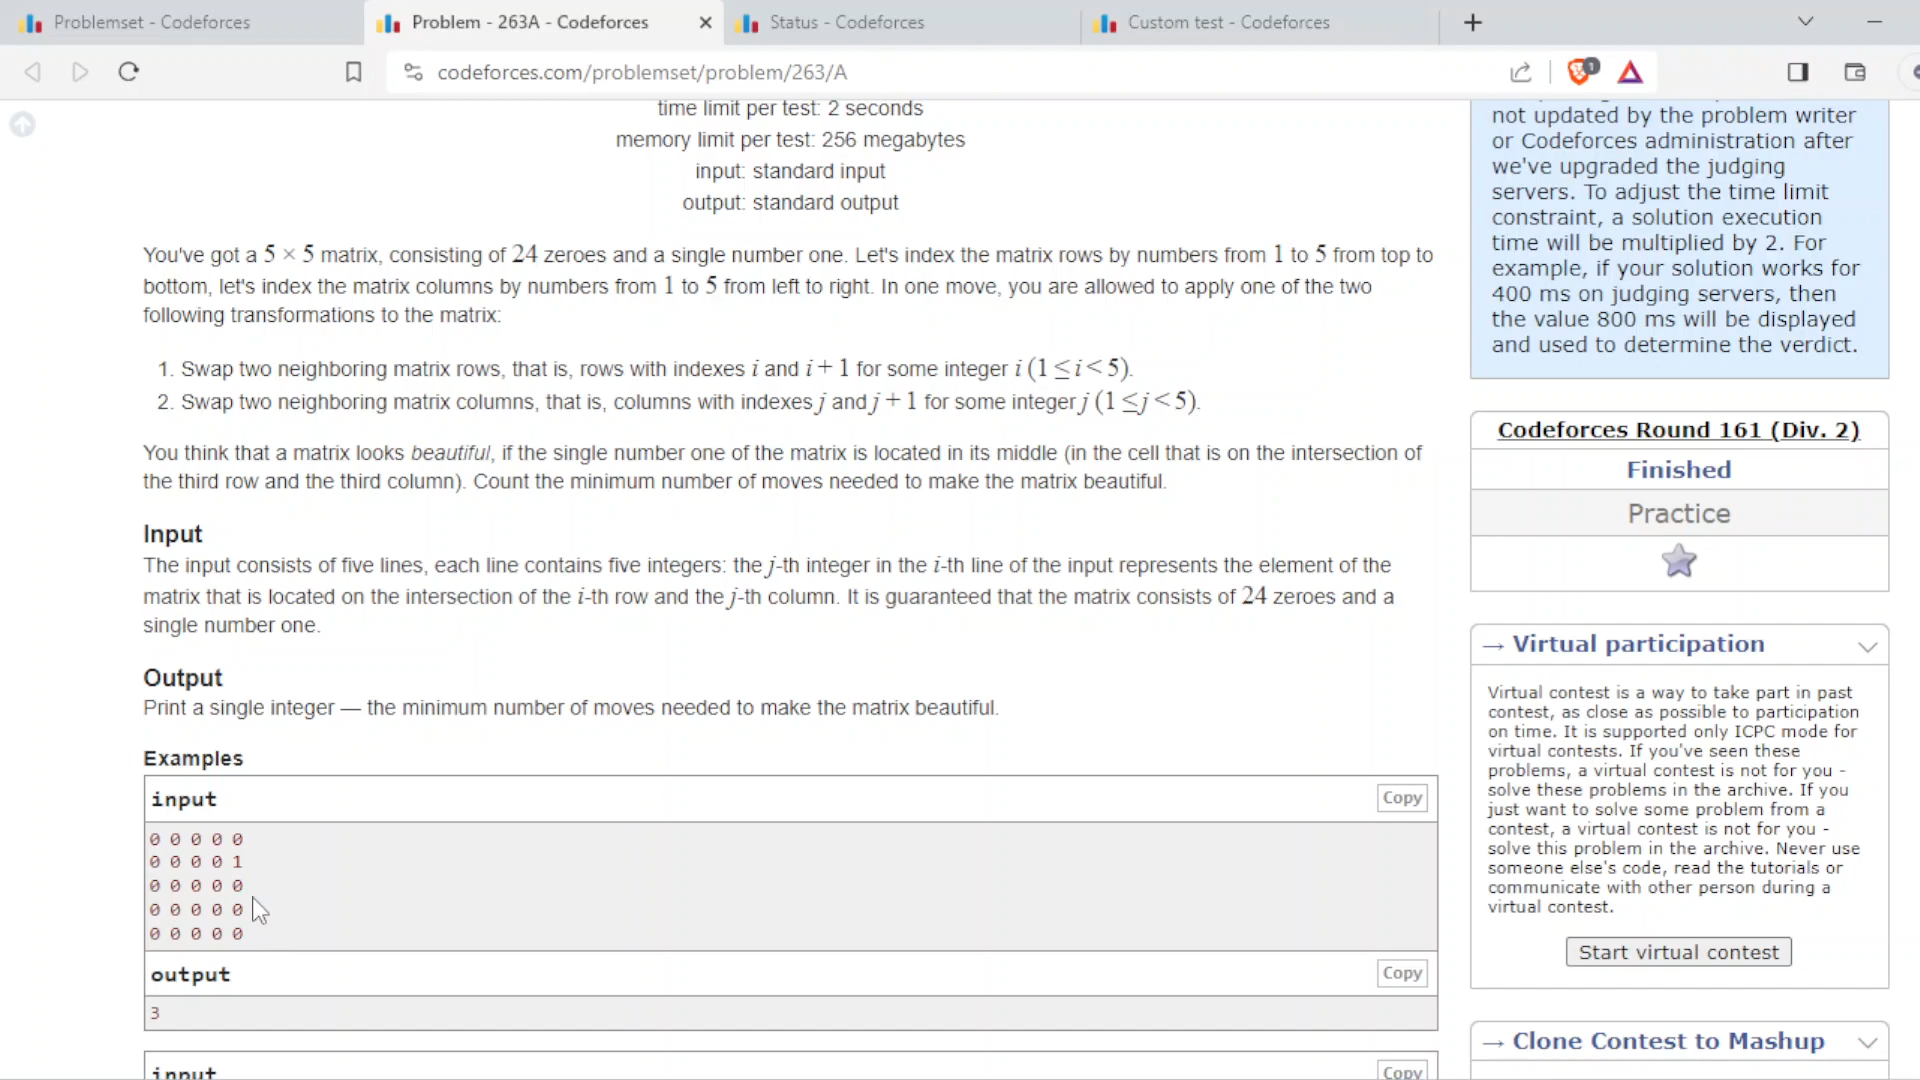 Problemset - Codeforces
Problem - 263A - Codeforces
Status - Codeforces
Custom test - Codeforces
codeforces.com/problemset/problem/263/A
1
time limit per test: 2 seconds
memory limit per test: 256 megabytes
input: standard input
output: standard output
You've got a 5 × 5 matrix, consisting of 24 zeroes and a single number one. Let's index the matrix rows by numbers from 1 to 5 from top to
bottom, let's index the matrix columns by numbers from 1 to 5 from left to right. In one move, you are allowed to apply one of the two
following transformations to the matrix:
1. Swap two neighboring matrix rows, that is, rows with indexes i and i + 1 for some integer i (1 ≤ i < 5).
2. Swap two neighboring matrix columns, that is, columns with indexes j and j + 1 for some integer j (1 ≤ j < 5).
You think that a matrix looks beautiful, if the single number one of the matrix is located in its middle (in the cell that is on the intersection of
the third row and the third column). Count the minimum number of moves needed to make the matrix beautiful.
Input
The input consists of five lines, each line contains five integers: the j-th integer in the i-th line of the input represents the element of the
matrix that is located on the intersection of the i-th row and the j-th column. It is guaranteed that the matrix consists of 24 zeroes and a
single number one.
Output
Print a single integer — the minimum number of moves needed to make the matrix beautiful.
Examples
input
Copy
0 0 0 0 0
0 0 0 0 1
0 0 0 0 0
0 0 0 0 0
0 0 0 0 0
output
Copy
3
input
Copy
not updated by the problem writer
or Codeforces administration after
we've upgraded the judging
servers. To adjust the time limit
constraint, a solution execution
time will be multiplied by 2. For
example, if your solution works for
400 ms on judging servers, then
the value 800 ms will be displayed
and used to determine the verdict.
Codeforces Round 161 (Div. 2)
Finished
Practice
→ Virtual participation
Virtual contest is a way to take part in past
contest, as close as possible to participation
on time. It is supported only ICPC mode for
virtual contests. If you've seen these
problems, a virtual contest is not for you -
solve these problems in the archive. If you
just want to solve some problem from a
contest, a virtual contest is not for you -
solve this problem in the archive. Never use
someone else's code, read the tutorials or
communicate with other person during a
virtual contest.
Start virtual contest
→ Clone Contest to Mashup